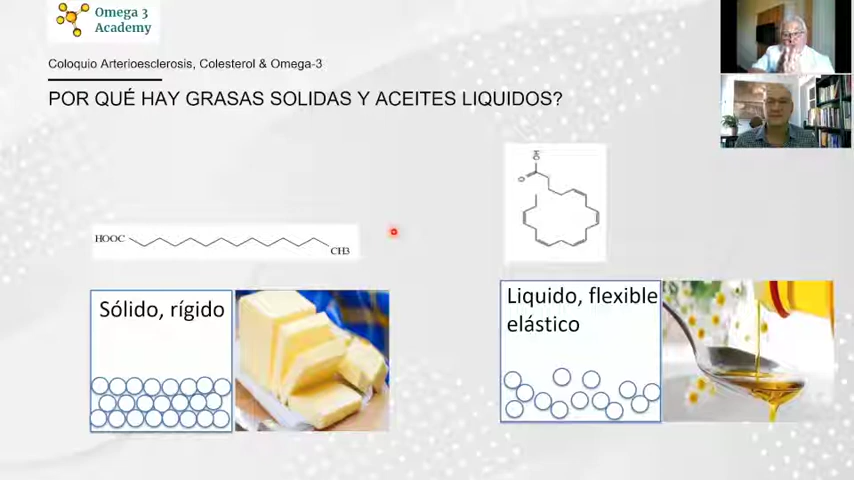 Omega 3
Academy
Coloquio Arterioesclerosis, Colesterol & Omega-3
POR QUÉ HAY GRASAS SOLIDAS Y ACEITES LIQUIDOS?
HOOC
CH3
OH
O
Sólido, rígido
Liquido, flexible
elástico